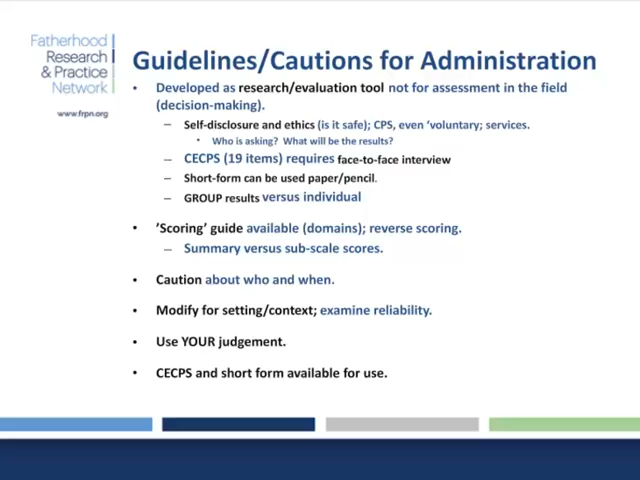 Fatherhood
Research
& Practice
Network
www.frpn.org
Guidelines/Cautions for Administration
• Developed as research/evaluation tool not for assessment in the field
(decision-making).
– Self-disclosure and ethics (is it safe); CPS, even ‘voluntary; services.
• Who is asking? What will be the results?
– CECPS (19 items) requires face-to-face interview
– Short-form can be used paper/pencil.
– GROUP results versus individual
• ’Scoring’ guide available (domains); reverse scoring.
– Summary versus sub-scale scores.
• Caution about who and when.
• Modify for setting/context; examine reliability.
• Use YOUR judgement.
• CECPS and short form available for use.